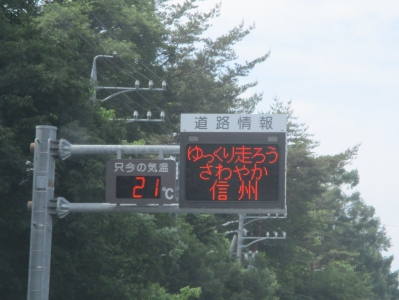 道路情報
ゆっくり走ろう
さわやか
信州
只今の気温
21℃